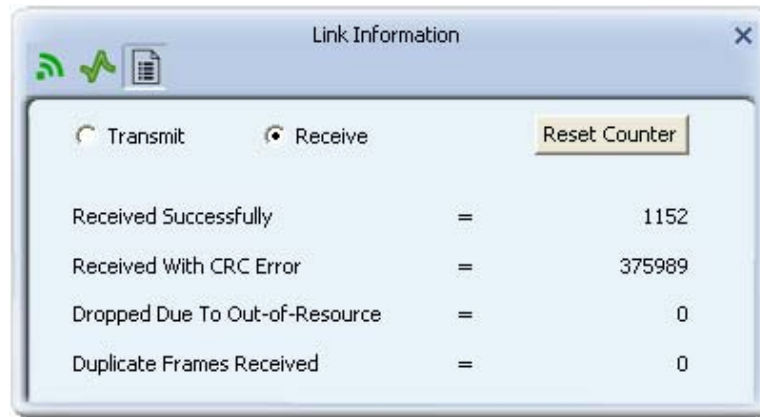 Link Information
Transmit Receive Reset Counter
Received Successfully = 1152
Received With CRC Error = 375989
Dropped Due To Out-of-Resource = 0
Duplicate Frames Received = 0